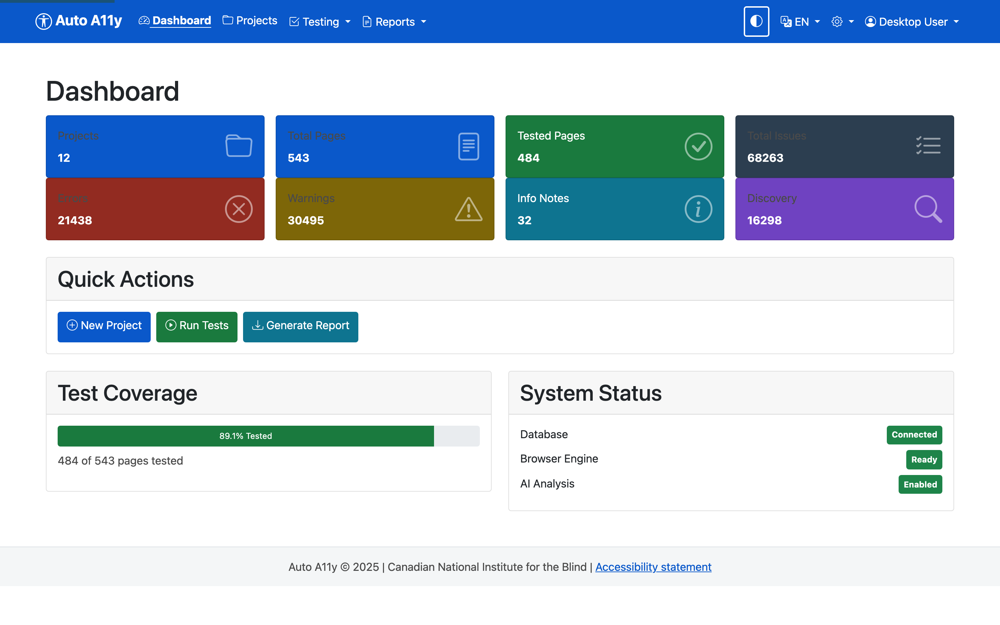 Auto A11y Dashboard Projects Testing Reports EN Desktop User
Dashboard
Projects
12
Total Pages
543
Tested Pages
484
Total Issues
68263
Errors
21438
Warnings
30495
Info Notes
32
Discovery
16298
Quick Actions
New Project Run Tests Generate Report
Test Coverage
89.1% Tested
484 of 543 pages tested
System Status
Database Connected
Browser Engine Ready
AI Analysis Enabled
Auto A11y © 2025 | Canadian National Institute for the Blind | Accessibility statement